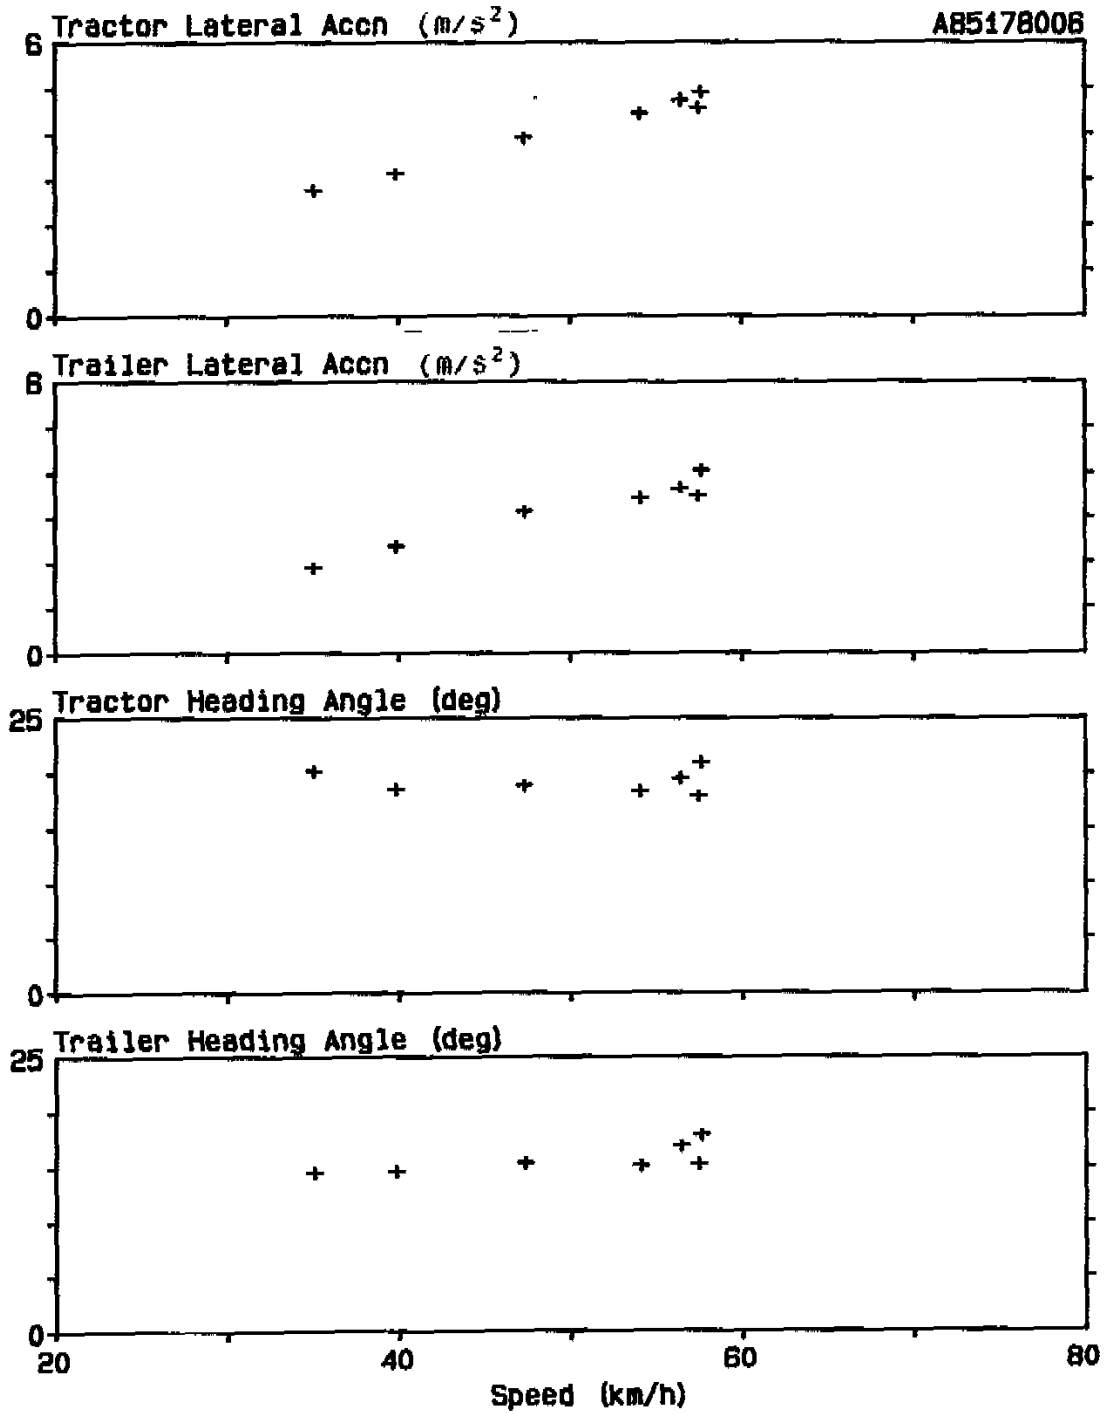 Tractor Lateral Accn (m/s²) A85178006
6
0
Trailer Lateral Accn (m/s²)
6
0
Tractor Heading Angle (deg)
25
0
Trailer Heading Angle (deg)
25
0
20 40 60 80
Speed (km/h)